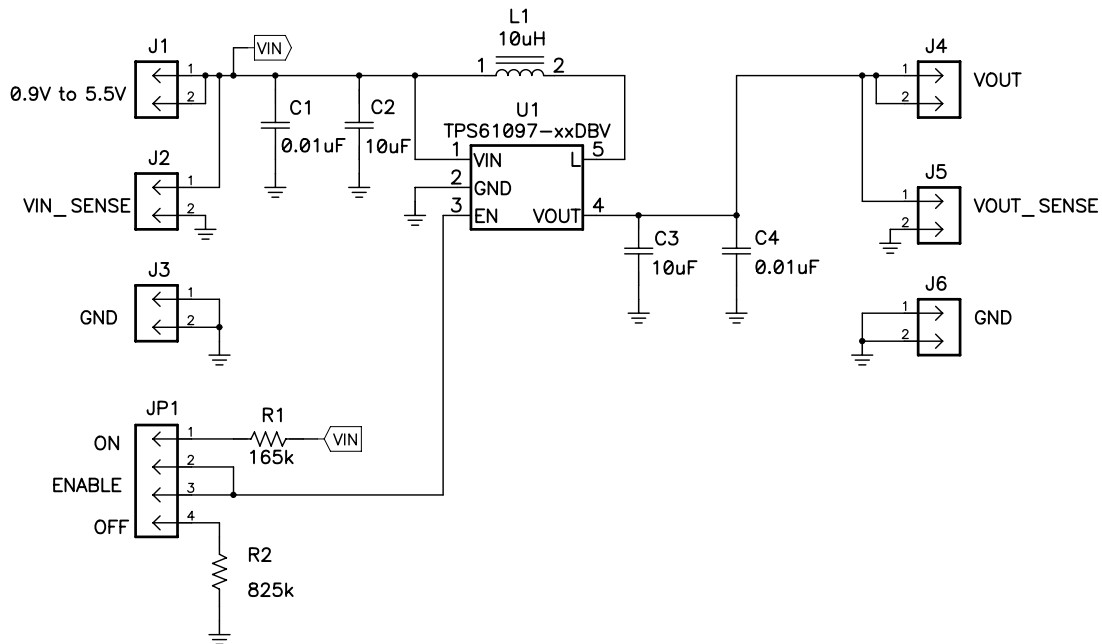 L1
10uH
1 2
J1
1
2
0.9V to 5.5V
VIN
C1
0.01uF
C2
10uF
U1
TPS61097-xxDBV
1 VIN L 5
2 GND
3 EN VOUT 4
J4
1
2
VOUT
J2
1
2
VIN_SENSE
J5
1
2
VOUT_SENSE
C3
10uF
C4
0.01uF
J3
1
2
GND
J6
1
2
GND
JP1
ON 1
2
ENABLE 3
OFF 4
R1
165k
VIN
R2
825k